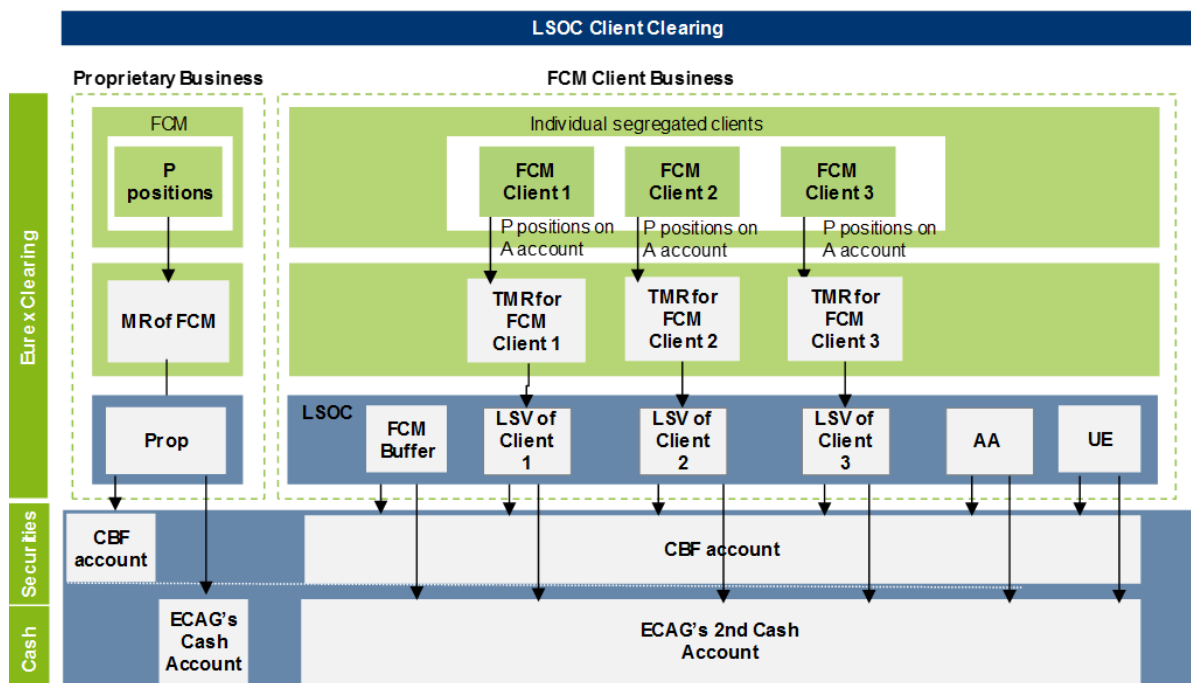 LSOC Client Clearing
Proprietary Business
FCM Client Business
Eurex Clearing
FCM
P
positions
MR of FCM
Prop
Individual segregated clients
FCM
Client 1
FCM
Client 2
FCM
Client 3
P positions on
A account
P positions on
A account
P positions on
A account
TMR for
FCM
Client 1
TMR for
FCM
Client 2
TMR for
FCM
Client 3
LSOC
FCM
Buffer
LSV of
Client
1
LSV of
Client
2
LSV of
Client
3
AA
UE
Securities
CBF
account
CBF account
Cash
ECAG's
Cash
Account
ECAG's 2nd Cash
Account